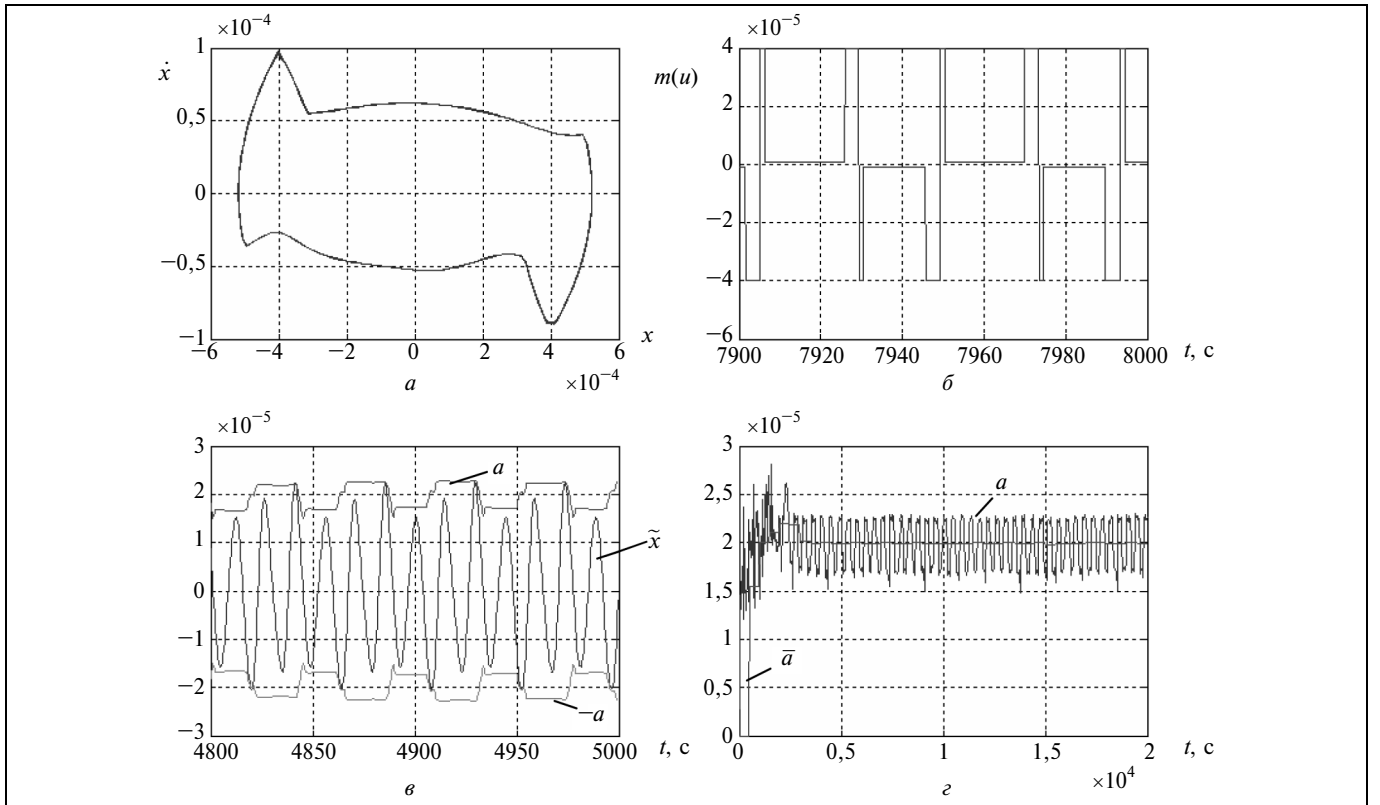 ×10⁻⁴
ẋ
1
0,5
0
−0,5
−1
−6 −4 −2 0 2 4 6
x
×10⁻⁴
а
×10⁻⁵
m(u)
4
2
0
−2
−4
−6
7900 7920 7940 7960 7980 8000
t, с
б
×10⁻⁵
3
2
1
0
−1
−2
−3
a
x̃
−a
4800 4850 4900 4950 5000
t, с
в
×10⁻⁵
3
2,5
2
1,5
1
0,5
0
a
a̅
0 0,5 1 1,5 2
t, с
×10⁴
г